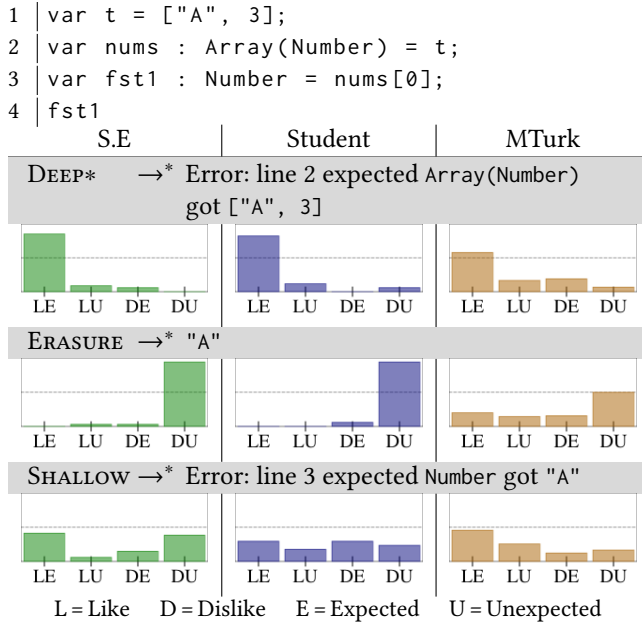 1 var t = ["A", 3];
2 var nums : Array(Number) = t;
3 var fst1 : Number = nums[0];
4 fst1
S.E Student MTurk
Deep* →* Error: line 2 expected Array(Number)
got ["A", 3]
LE LU DE DU LE LU DE DU LE LU DE DU
Erasure →* "A"
LE LU DE DU LE LU DE DU LE LU DE DU
Shallow →* Error: line 3 expected Number got "A"
LE LU DE DU LE LU DE DU LE LU DE DU
L = Like D = Dislike E = Expected U = Unexpected